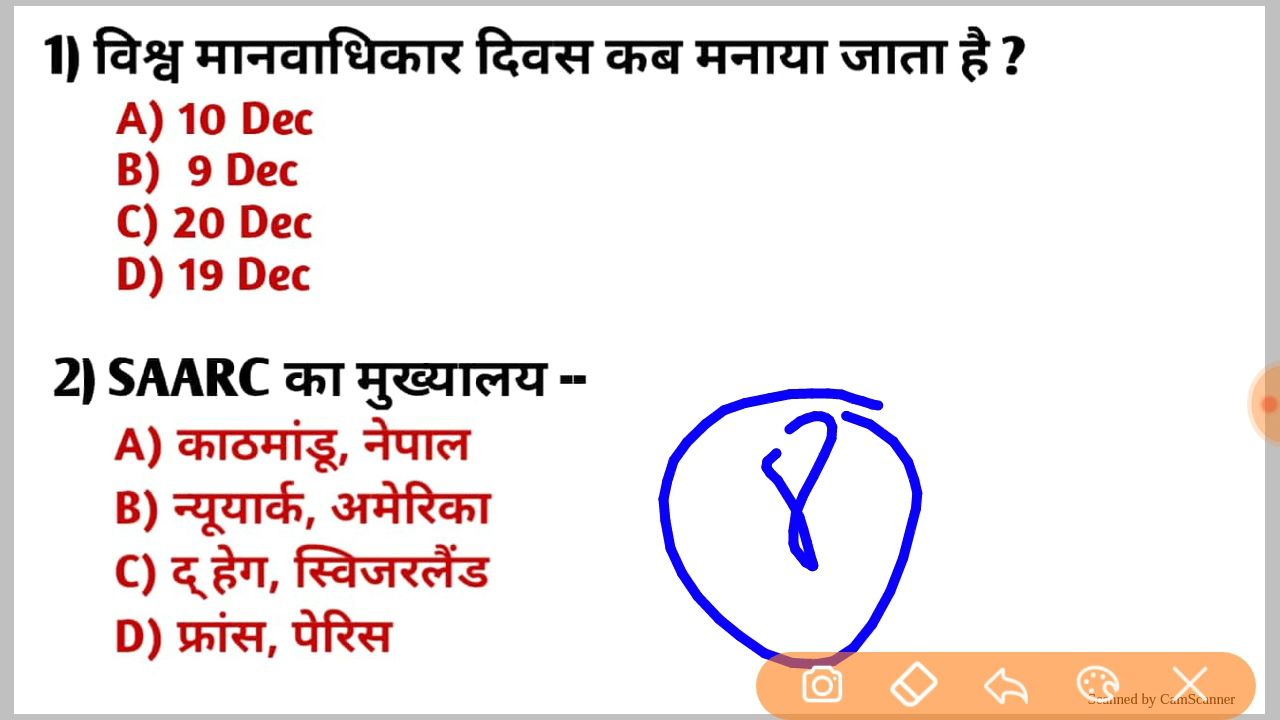 1) विश्व मानवाधिकार दिवस कब मनाया जाता है ?
A) 10 Dec
B) 9 Dec
C) 20 Dec
D) 19 Dec
2) SAARC का मुख्यालय --
A) काठमांडू, नेपाल
B) न्यूयार्क, अमेरिका
C) द् हेग, स्विजरलैंड
D) फ्रांस, पेरिस
8
Scanned by CamScanner